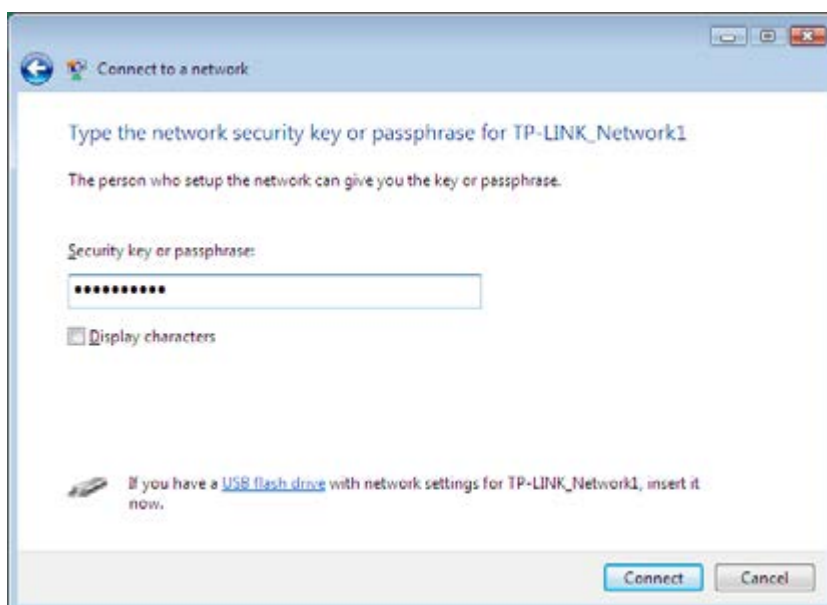 Connect to a network
Type the network security key or passphrase for TP-LINK_Network1
The person who setup the network can give you the key or passphrase.
Security key or passphrase:
••••••••••
Display characters
If you have a USB flash drive with network settings for TP-LINK_Network1, insert it
now.
Connect Cancel